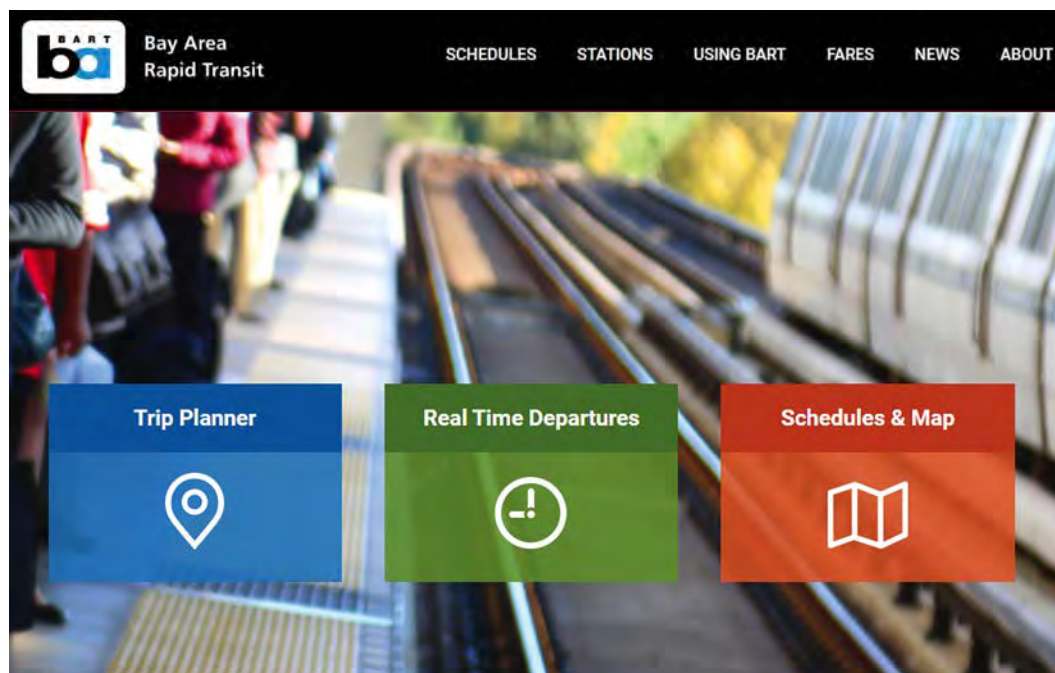 BART
ba
Bay Area
Rapid Transit
SCHEDULES STATIONS USING BART FARES NEWS ABOUT
Trip Planner Real Time Departures Schedules & Map